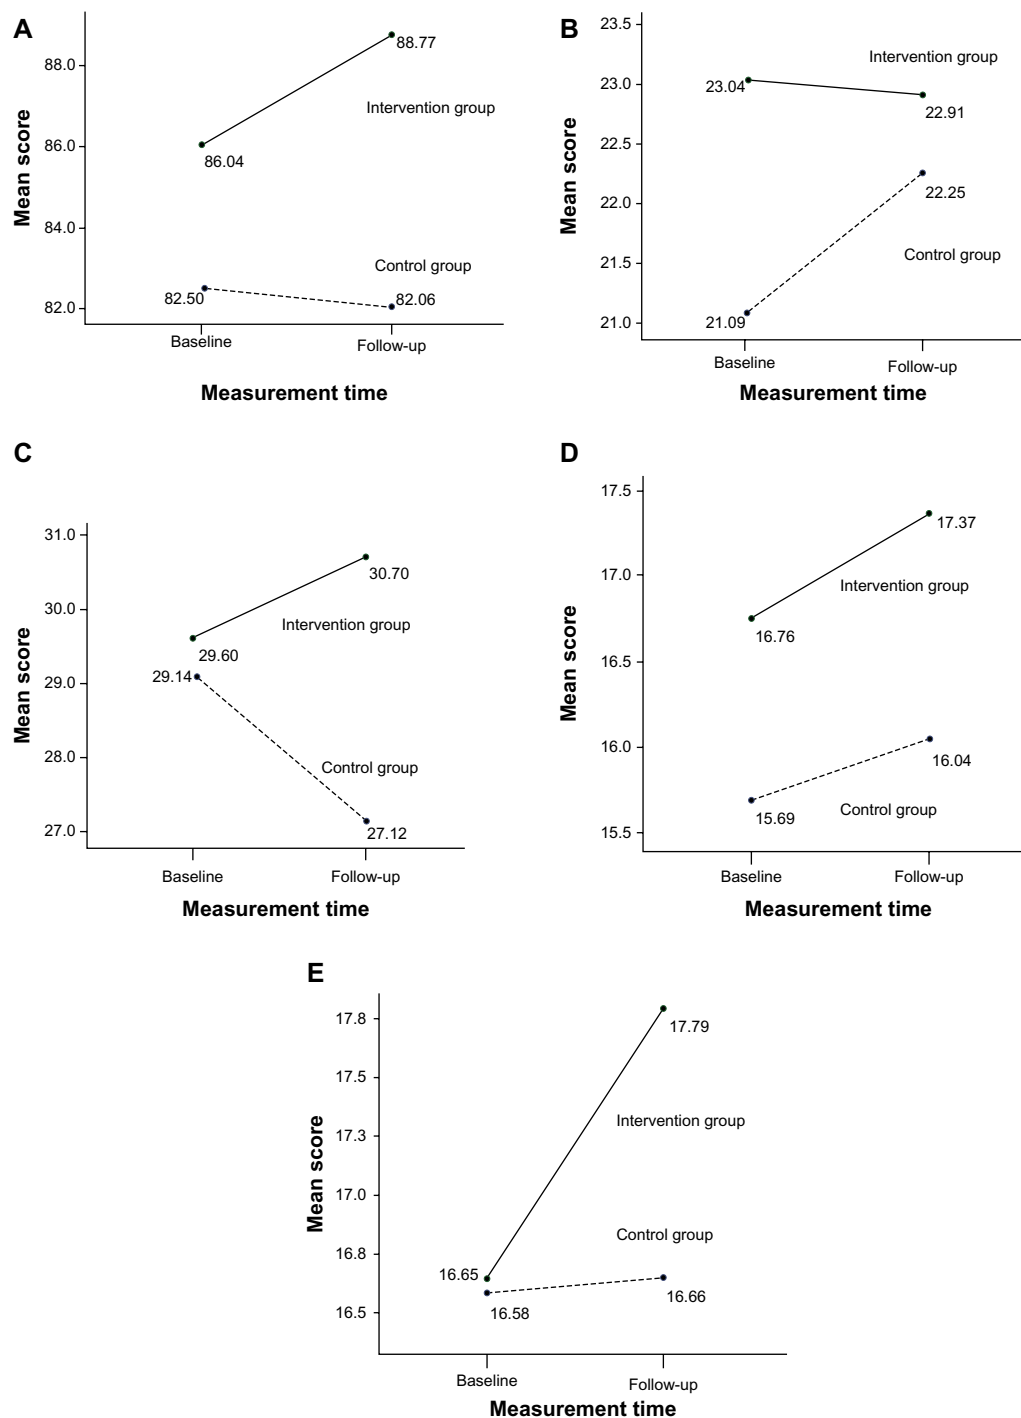 A
Mean score
88.0
86.0
84.0
82.0
88.77
Intervention group
86.04
Control group
82.50
82.06
Baseline
Follow-up
Measurement time
B
Mean score
23.5
23.0
22.5
22.0
21.5
21.0
Intervention group
23.04
22.91
22.25
Control group
21.09
Baseline
Follow-up
Measurement time
C
Mean score
31.0
30.0
29.0
28.0
27.0
30.70
Intervention group
29.60
29.14
Control group
27.12
Baseline
Follow-up
Measurement time
D
Mean score
17.5
17.0
16.5
16.0
15.5
17.37
Intervention group
16.76
16.04
15.69
Control group
Baseline
Follow-up
Measurement time
E
Mean score
17.8
17.5
17.3
17.0
16.8
16.5
17.79
Intervention group
Control group
16.65
16.58
16.66
Baseline
Follow-up
Measurement time